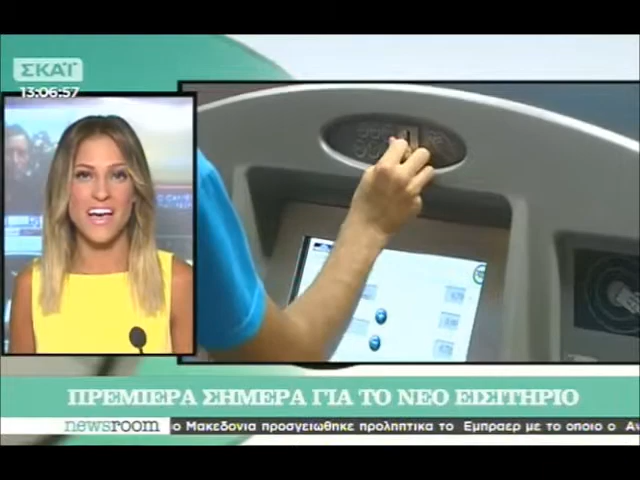 ΣΚΑΪ
13:06:57
ΠΡΕΜΙΕΡΑ ΣΗΜΕΡΑ ΓΙΑ ΤΟ ΝΕΟ ΕΙΣΙΤΗΡΙΟ
newsroom
ο Μακεδονία προσγειώθηκε προληπτικά το Εμπραερ με το οποίο ο Αν